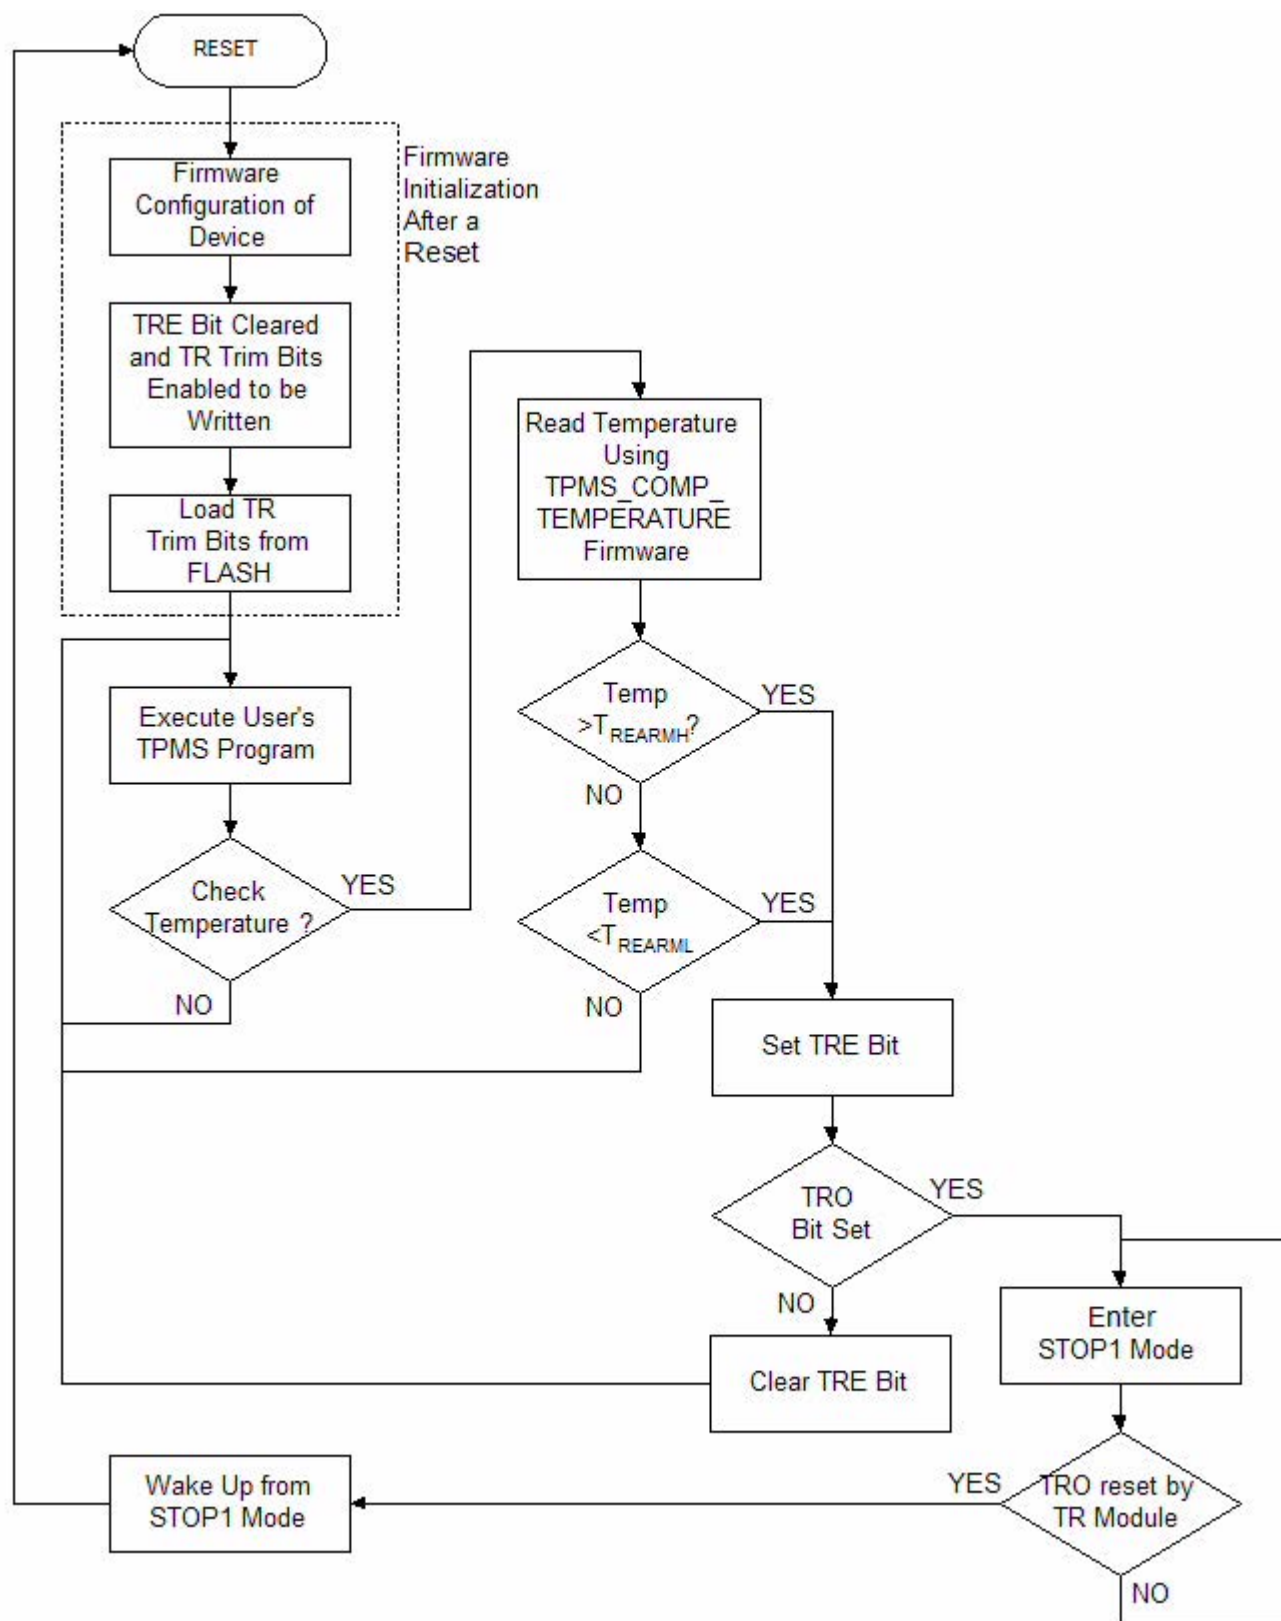 RESET
Firmware
Configuration of
Device
Firmware
Initialization
After a
Reset
TRE Bit Cleared
and TR Trim Bits
Enabled to be
Written
Load TR
Trim Bits from
FLASH
Execute User's
TPMS Program
Check
Temperature ?
YES
NO
Read Temperature
Using
TPMS_COMP_
TEMPERATURE
Firmware
Temp
>TREARMH?
YES
NO
Temp
<TREARML
YES
NO
Set TRE Bit
TRO
Bit Set
YES
NO
Clear TRE Bit
Enter
STOP1 Mode
TRO reset by
TR Module
YES
NO
Wake Up from
STOP1 Mode